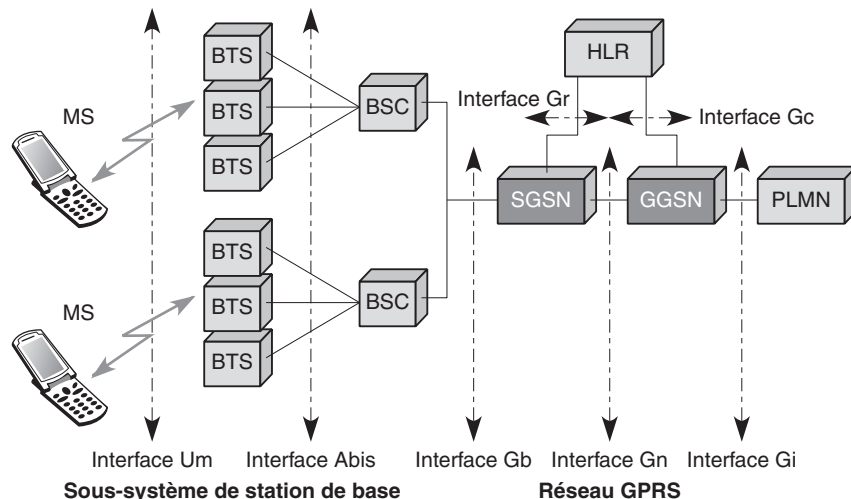 HLR
BTS
BTS
BTS
BSC
MS
Interface Gr
Interface Gc
SGSN
GGSN
PLMN
BTS
BTS
BTS
BSC
MS
Interface Um
Interface Abis
Interface Gb
Interface Gn
Interface Gi
Sous-système de station de base
Réseau GPRS